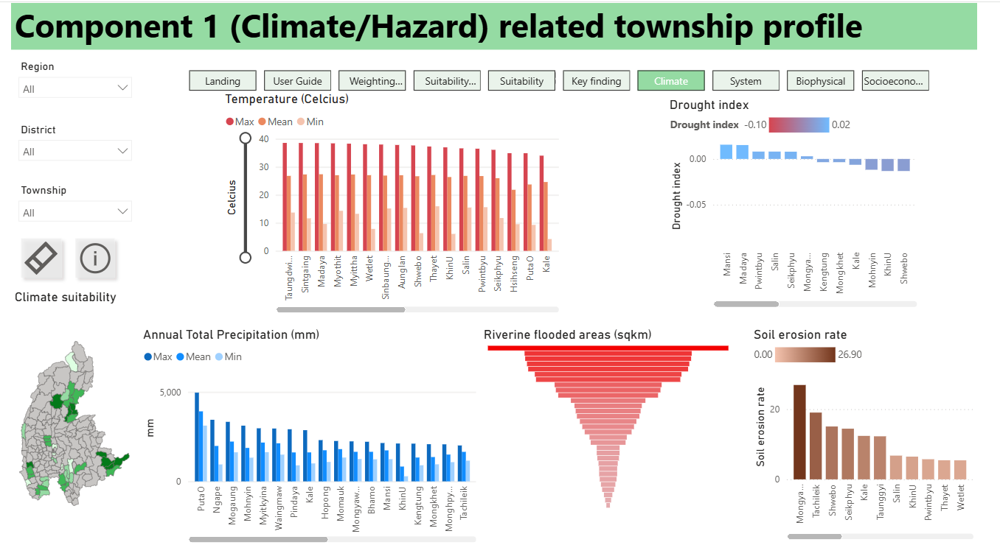 Component 1 (Climate/Hazard) related township profile
Region
All
District
All
Township
All
Climate suitability
Landing
User Guide
Weighting...
Suitability...
Suitability
Key finding
Climate
System
Biophysical
Socioecono...
Temperature (Celcius)
Max Mean Min
Celcius
40
30
20
10
0
Taungdwi...
Sintgaing
Madaya
Myothit
Myittha
Wetlet
Sinbaung...
Aunglan
Shwebo
Thayet
KhinU
Salin
Pwintbyu
Seikphyu
Hsihseng
PutaO
Kale
Drought index
Drought index -0.10 0.02
Drought index
0.00
-0.05
Mansi
Madaya
Pwintbyu
Salin
Seikphyu
Mongya...
Kengtung
Mongkhet
Kale
Mohnyin
KhinU
Shwebo
Annual Total Precipitation (mm)
Max Mean Min
mm
5,000
0
PutaO
Ngape
Mogaung
Mohnyin
Myitkyina
Waingmaw
Pindaya
Kale
Hopong
Momauk
Mongyaw...
Bhamo
Mansi
KhinU
Kengtung
Mongkhet
Monghpy...
Tachileik
Riverine flooded areas (sqkm)
Soil erosion rate
0.00 26.90
Soil erosion rate
20
0
Mongya...
Tachileik
Shwebo
Seikphyu
Kale
Taunggyi
Salin
KhinU
Pwintbyu
Thayet
Wetlet